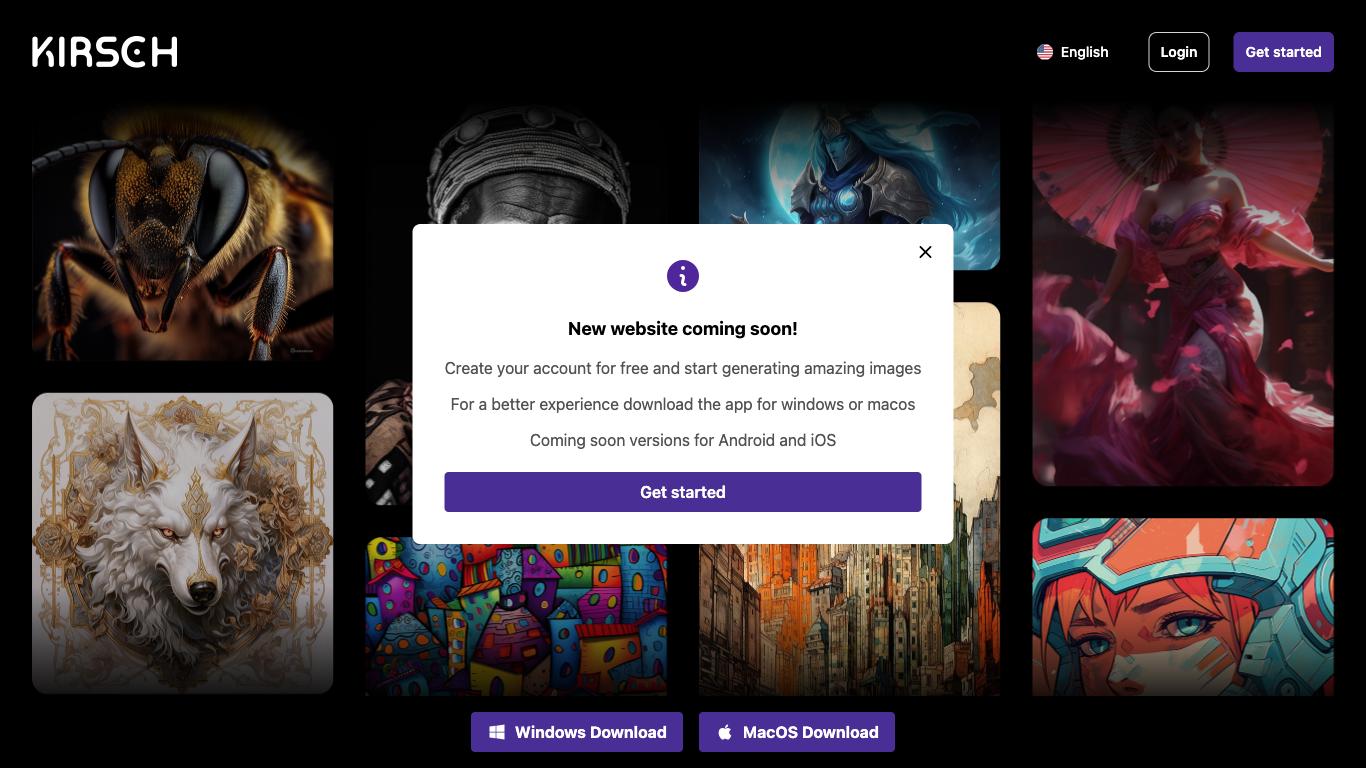 KIRSCH
English
Login
Get started
New website coming soon!
Create your account for free and start generating amazing images
For a better experience download the app for windows or macos
Coming soon versions for Android and iOS
Get started
Windows Download
MacOS Download